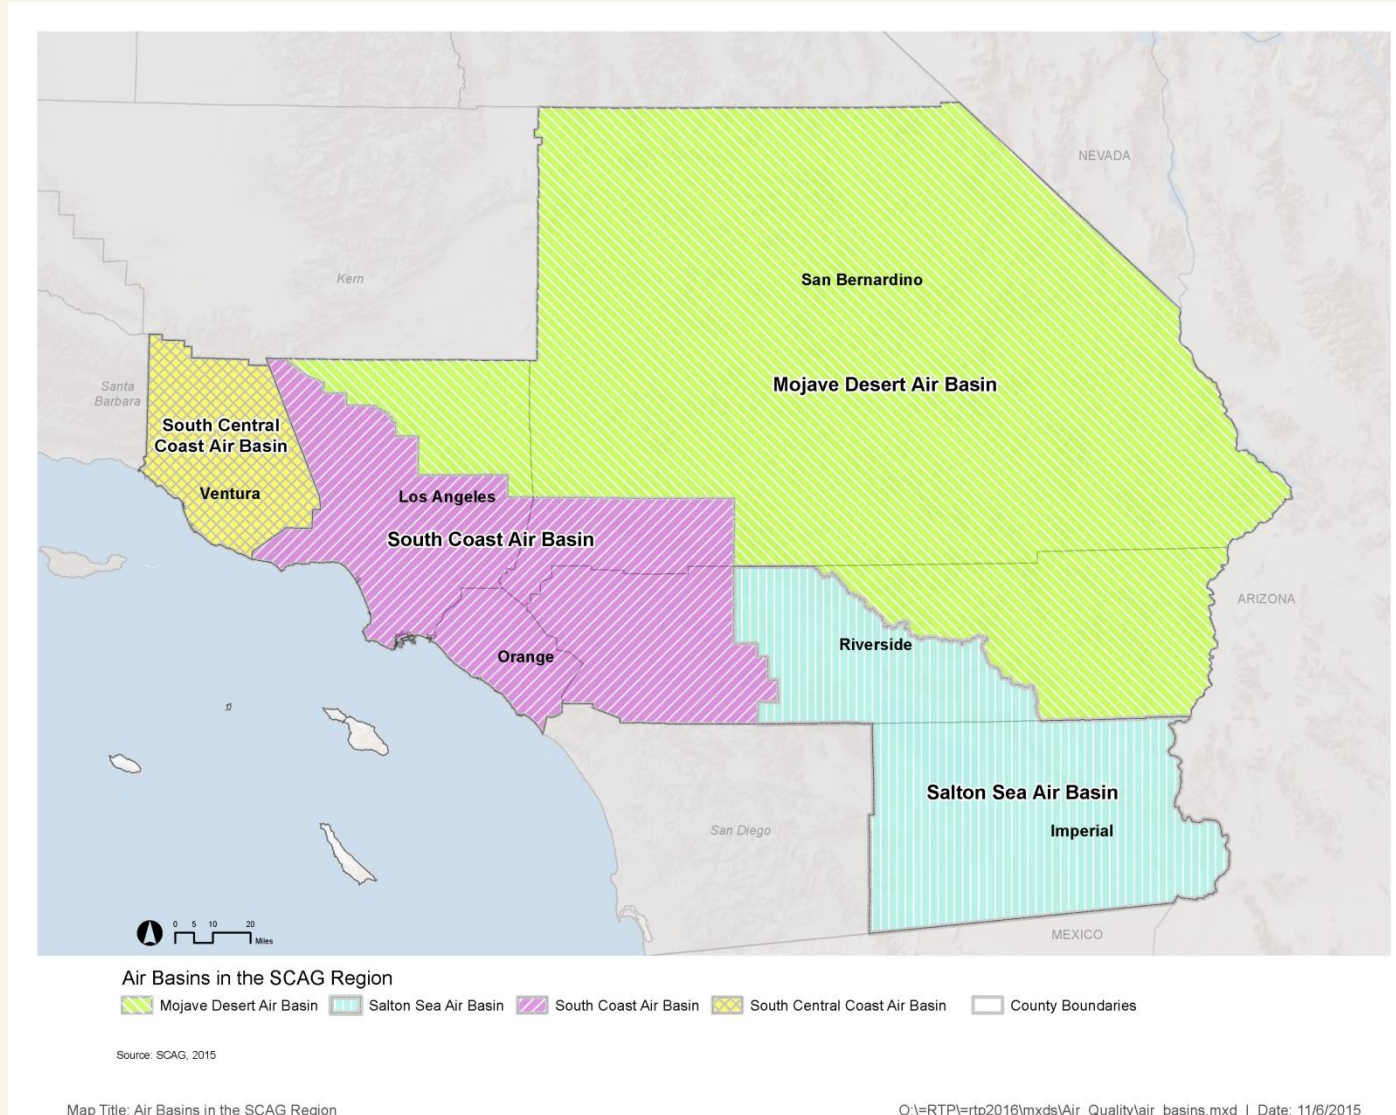 NEVADA
Kern
San Bernardino
Santa
Barbara
Mojave Desert Air Basin
South Central
Coast Air Basin
Ventura
Los Angeles
South Coast Air Basin
ARIZONA
Riverside
Orange
Salton Sea Air Basin
San Diego
Imperial
MEXICO
0 5 10 20
Miles
Air Basins in the SCAG Region
Mojave Desert Air Basin Salton Sea Air Basin South Coast Air Basin South Central Coast Air Basin County Boundaries
Source: SCAG, 2015
Map Title: Air Basins in the SCAG Region O:\=RTP\=rtp2016\mxds\Air_Quality\air_basins.mxd | Date: 11/6/2015